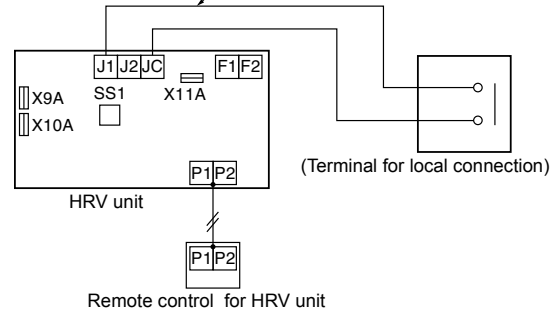 J1 J2 JC F1 F2
SS1 X11A
X9A
X10A
(Terminal for local connection)
P1 P2
HRV unit
P1 P2
Remote control for HRV unit